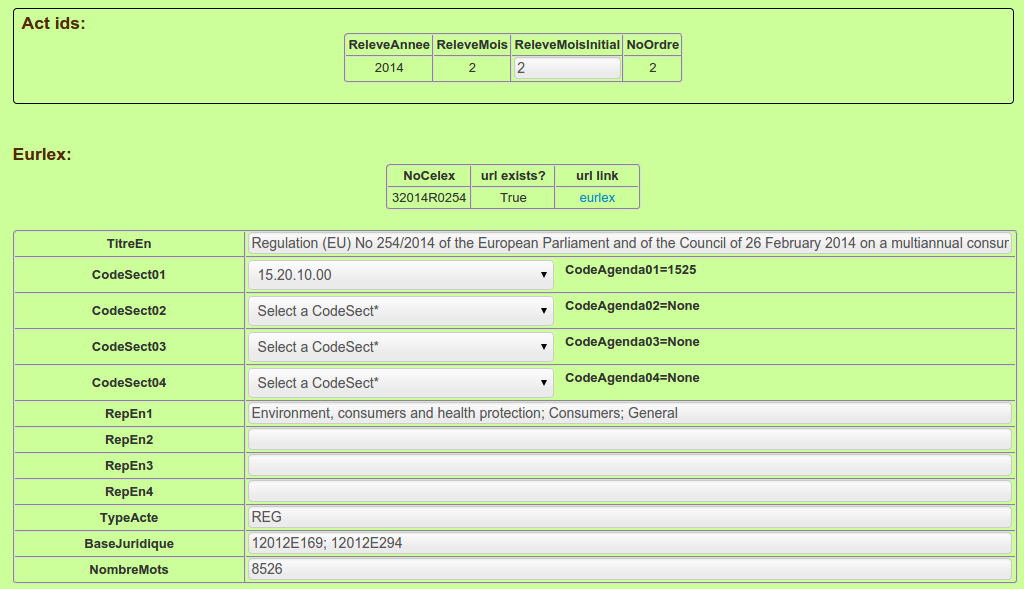 Act ids:
ReleveAnnee ReleveMois ReleveMoisInitial NoOrdre
2014 2 2 2
Eurlex:
NoCelex url exists? url link
32014R0254 True eurlex
TitreEn Regulation (EU) No 254/2014 of the European Parliament and of the Council of 26 February 2014 on a multiannual consur
CodeSect01 15.20.10.00 CodeAgenda01=1525
CodeSect02 Select a CodeSect* CodeAgenda02=None
CodeSect03 Select a CodeSect* CodeAgenda03=None
CodeSect04 Select a CodeSect* CodeAgenda04=None
RepEn1 Environment, consumers and health protection; Consumers; General
RepEn2
RepEn3
RepEn4
TypeActe REG
BaseJuridique 12012E169; 12012E294
NombreMots 8526